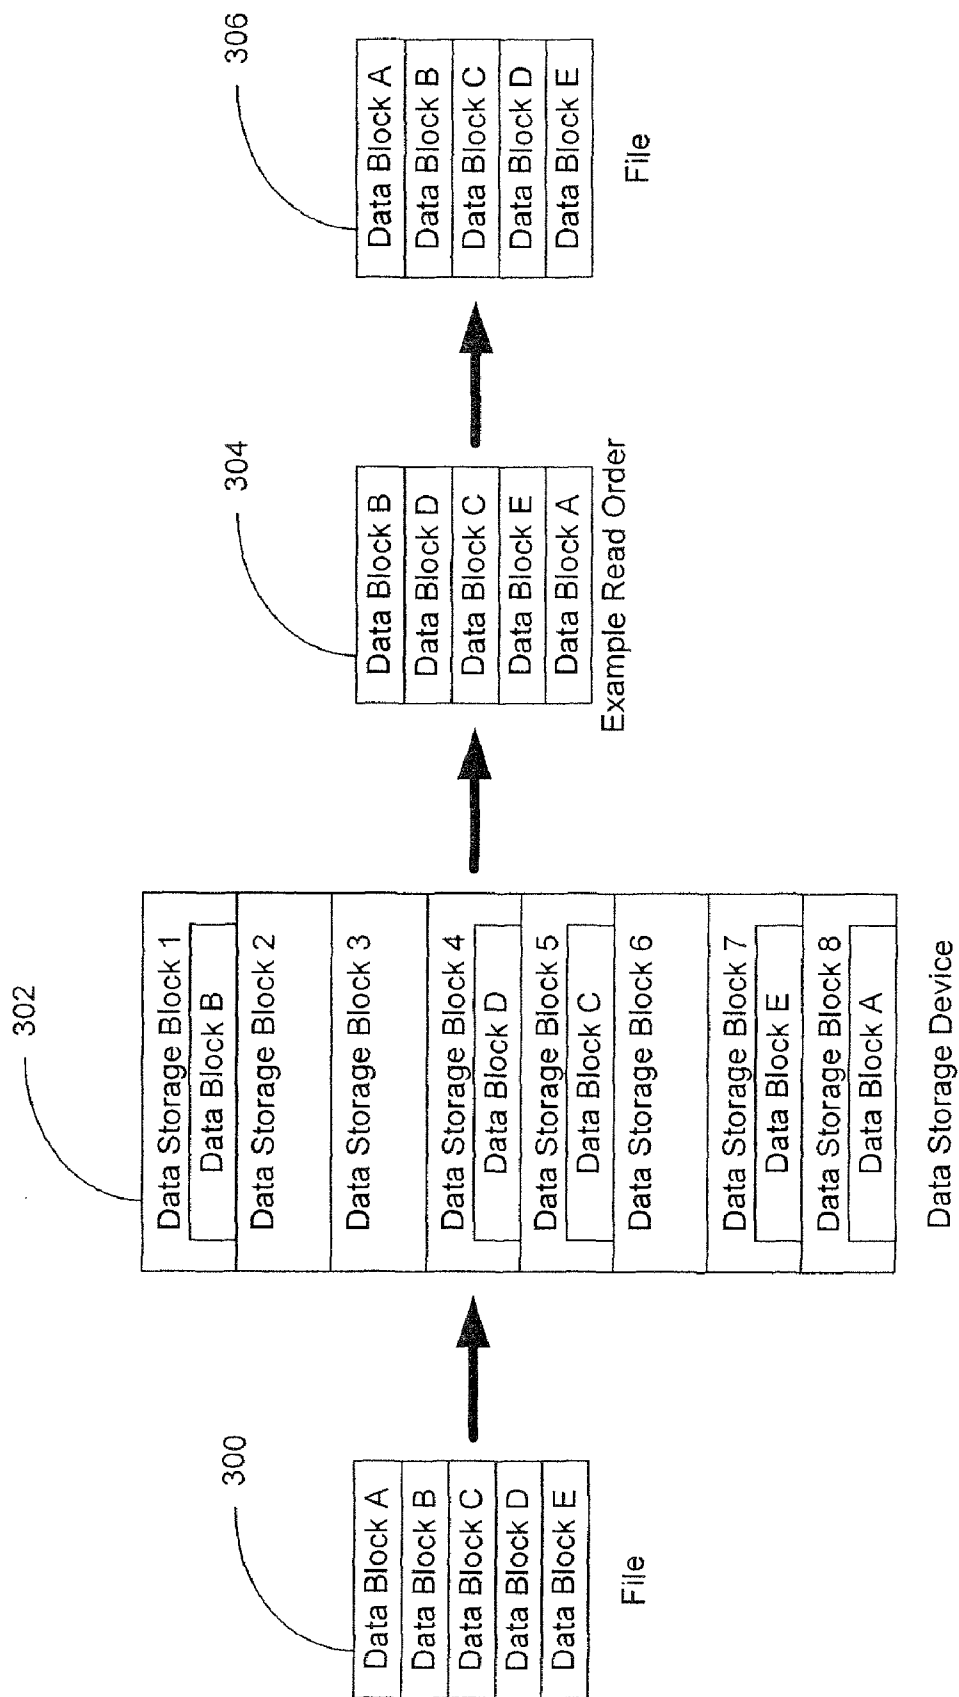 300
Data Block A
Data Block B
Data Block C
Data Block D
Data Block E
File
302
Data Storage Block 1
Data Block B
Data Storage Block 2
Data Storage Block 3
Data Storage Block 4
Data Block D
Data Storage Block 5
Data Block C
Data Storage Block 6
Data Storage Block 7
Data Block E
Data Storage Block 8
Data Block A
Data Storage Device
304
Data Block B
Data Block D
Data Block C
Data Block E
Data Block A
Example Read Order
306
Data Block A
Data Block B
Data Block C
Data Block D
Data Block E
File